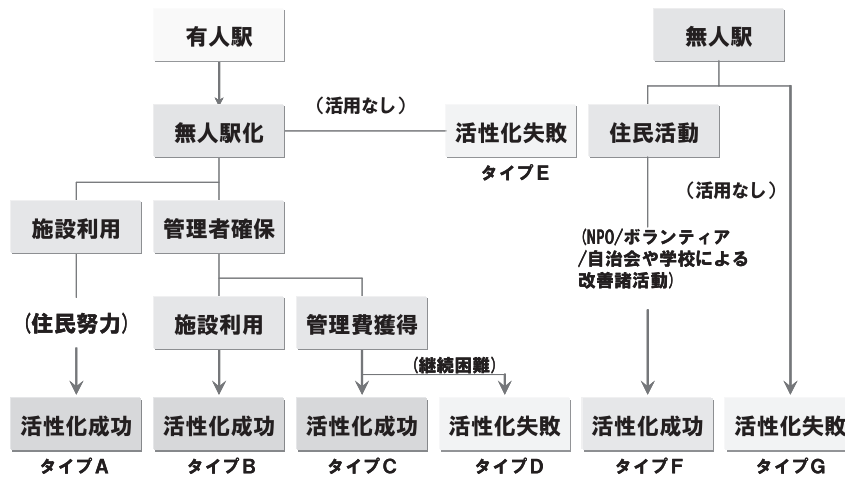 有人駅
無人駅
無人駅化
(活用なし)
活性化失敗
タイプE
住民活動
(活用なし)
施設利用
管理者確保
(NPO/ボランティア
/自治会や学校による
改善諸活動)
(住民努力)
施設利用
管理費獲得
(継続困難)
活性化成功
活性化成功
活性化成功
活性化失敗
活性化成功
活性化失敗
タイプA
タイプB
タイプC
タイプD
タイプF
タイプG